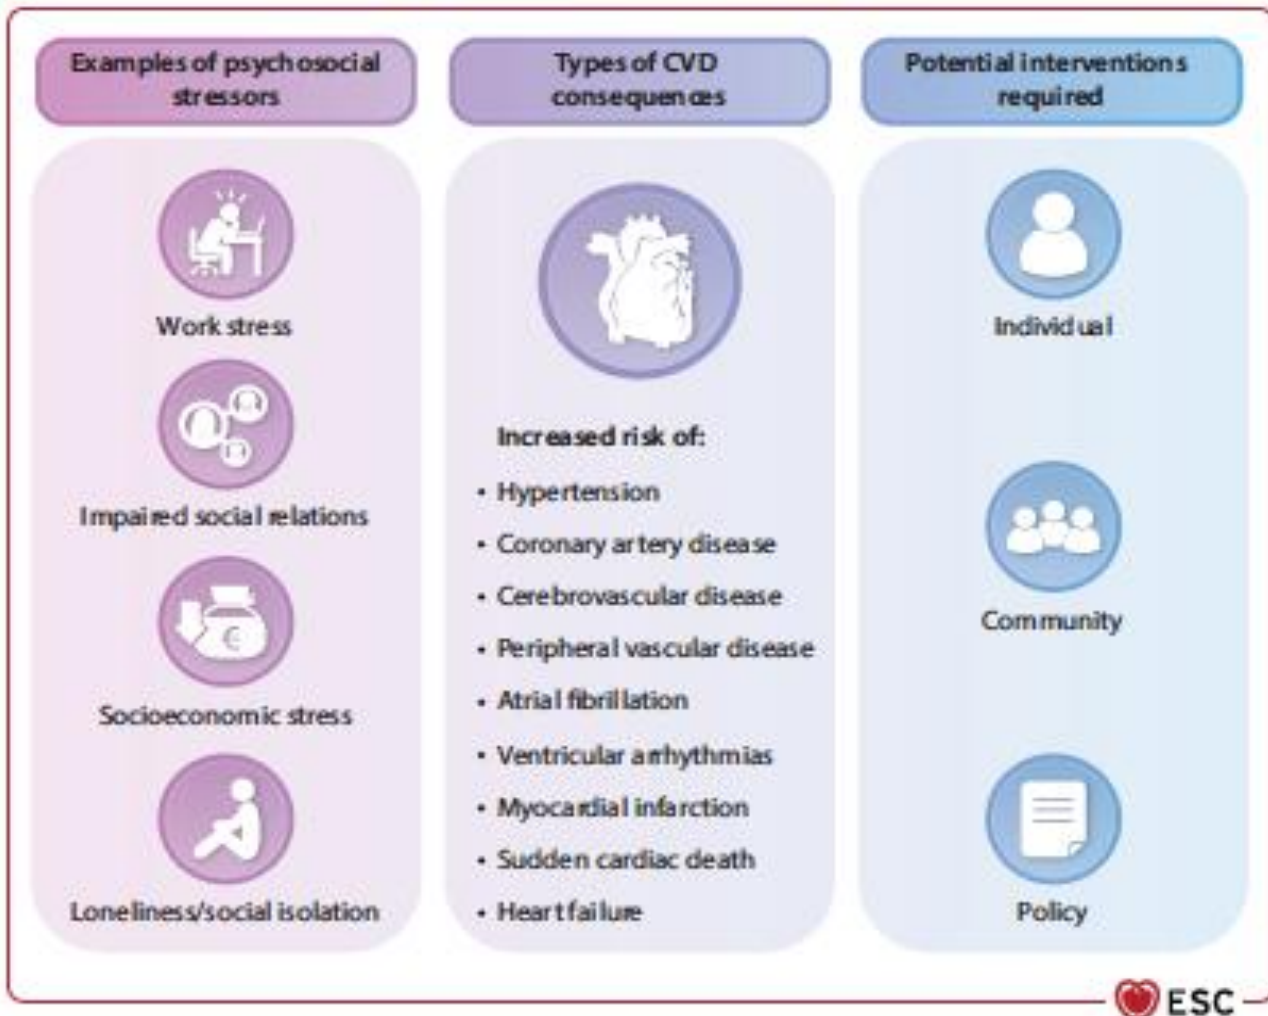 Examples of psychosocial
stressors
Work stress
Impaired social relations
€
Socioeconomic stress
Loneliness/social isolation
Types of CVD
consequences
Increased risk of:
• Hypertension
• Coronary artery disease
• Cerebrovascular disease
• Peripheral vascular disease
• Atrial fibrillation
• Ventricular arrhythmias
• Myocardial infarction
• Sudden cardiac death
• Heart failure
Potential interventions
required
Individual
Community
Policy
ESC